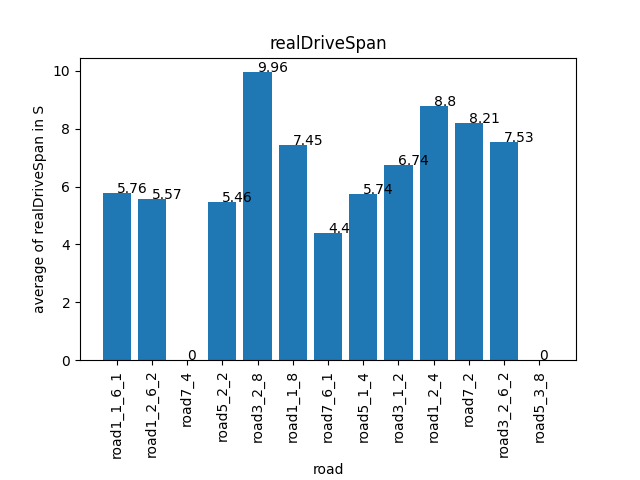 realDriveSpan
average of realDriveSpan in S
10
8
6
4
2
0
5.76
5.57
0
5.46
9.96
7.45
4.4
5.74
6.74
8.8
8.21
7.53
0
road1_1_6_1
road1_2_6_2
road7_4
road5_2_2
road3_2_8
road1_1_8
road7_6_1
road5_1_4
road3_1_2
road1_2_4
road7_2
road3_2_6_2
road5_3_8
road